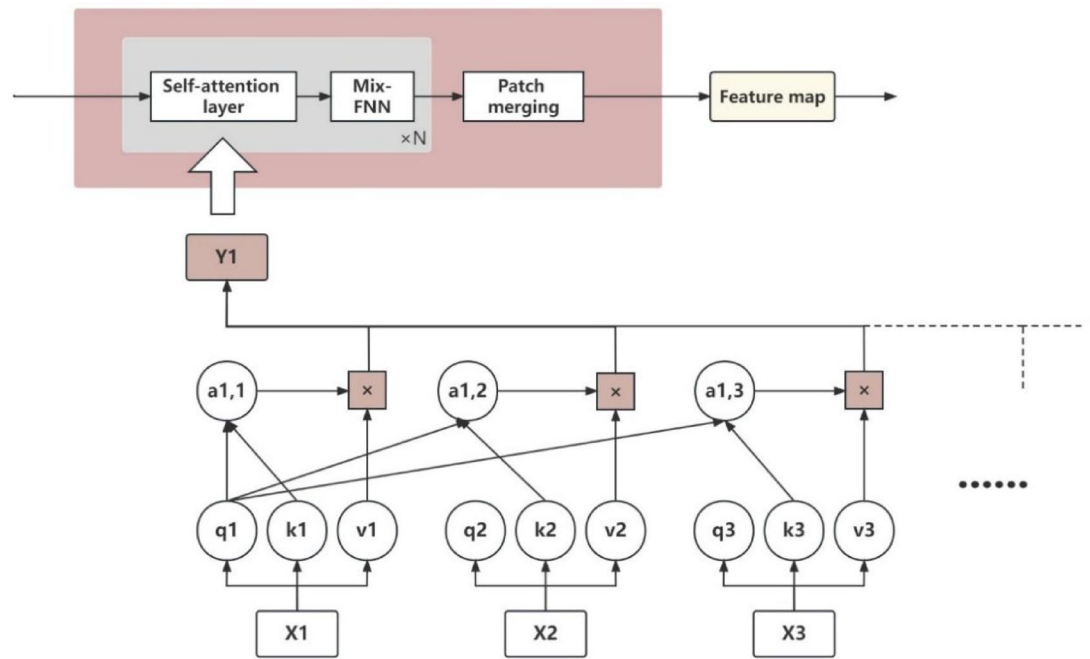 Self-attention
layer
Mix-
FNN
Patch
merging
Feature map
×N
Y1
a1,1
×
a1,2
×
a1,3
×
......
q1
k1
v1
q2
k2
v2
q3
k3
v3
X1
X2
X3